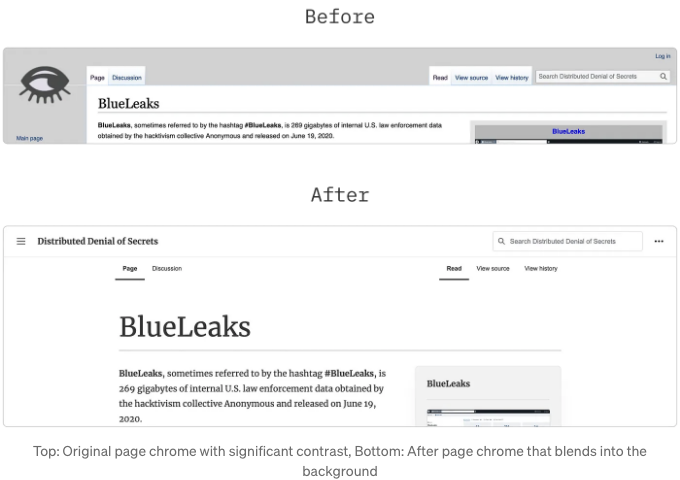 Before
Log in
Page Discussion Read View source View history Search Distributed Denial of Secrets
BlueLeaks
BlueLeaks, sometimes referred to by the hashtag #BlueLeaks, is 269 gigabytes of internal U.S. law enforcement data
obtained by the hacktivism collective Anonymous and released on June 19, 2020.
BlueLeaks
Main page
After
Distributed Denial of Secrets Search Distributed Denial of Secrets
Page Discussion Read View source View history
BlueLeaks
BlueLeaks, sometimes referred to by the hashtag #BlueLeaks, is
269 gigabytes of internal U.S. law enforcement data obtained by
the hacktivism collective Anonymous and released on June 19,
2020.
BlueLeaks
Top: Original page chrome with significant contrast, Bottom: After page chrome that blends into the
background